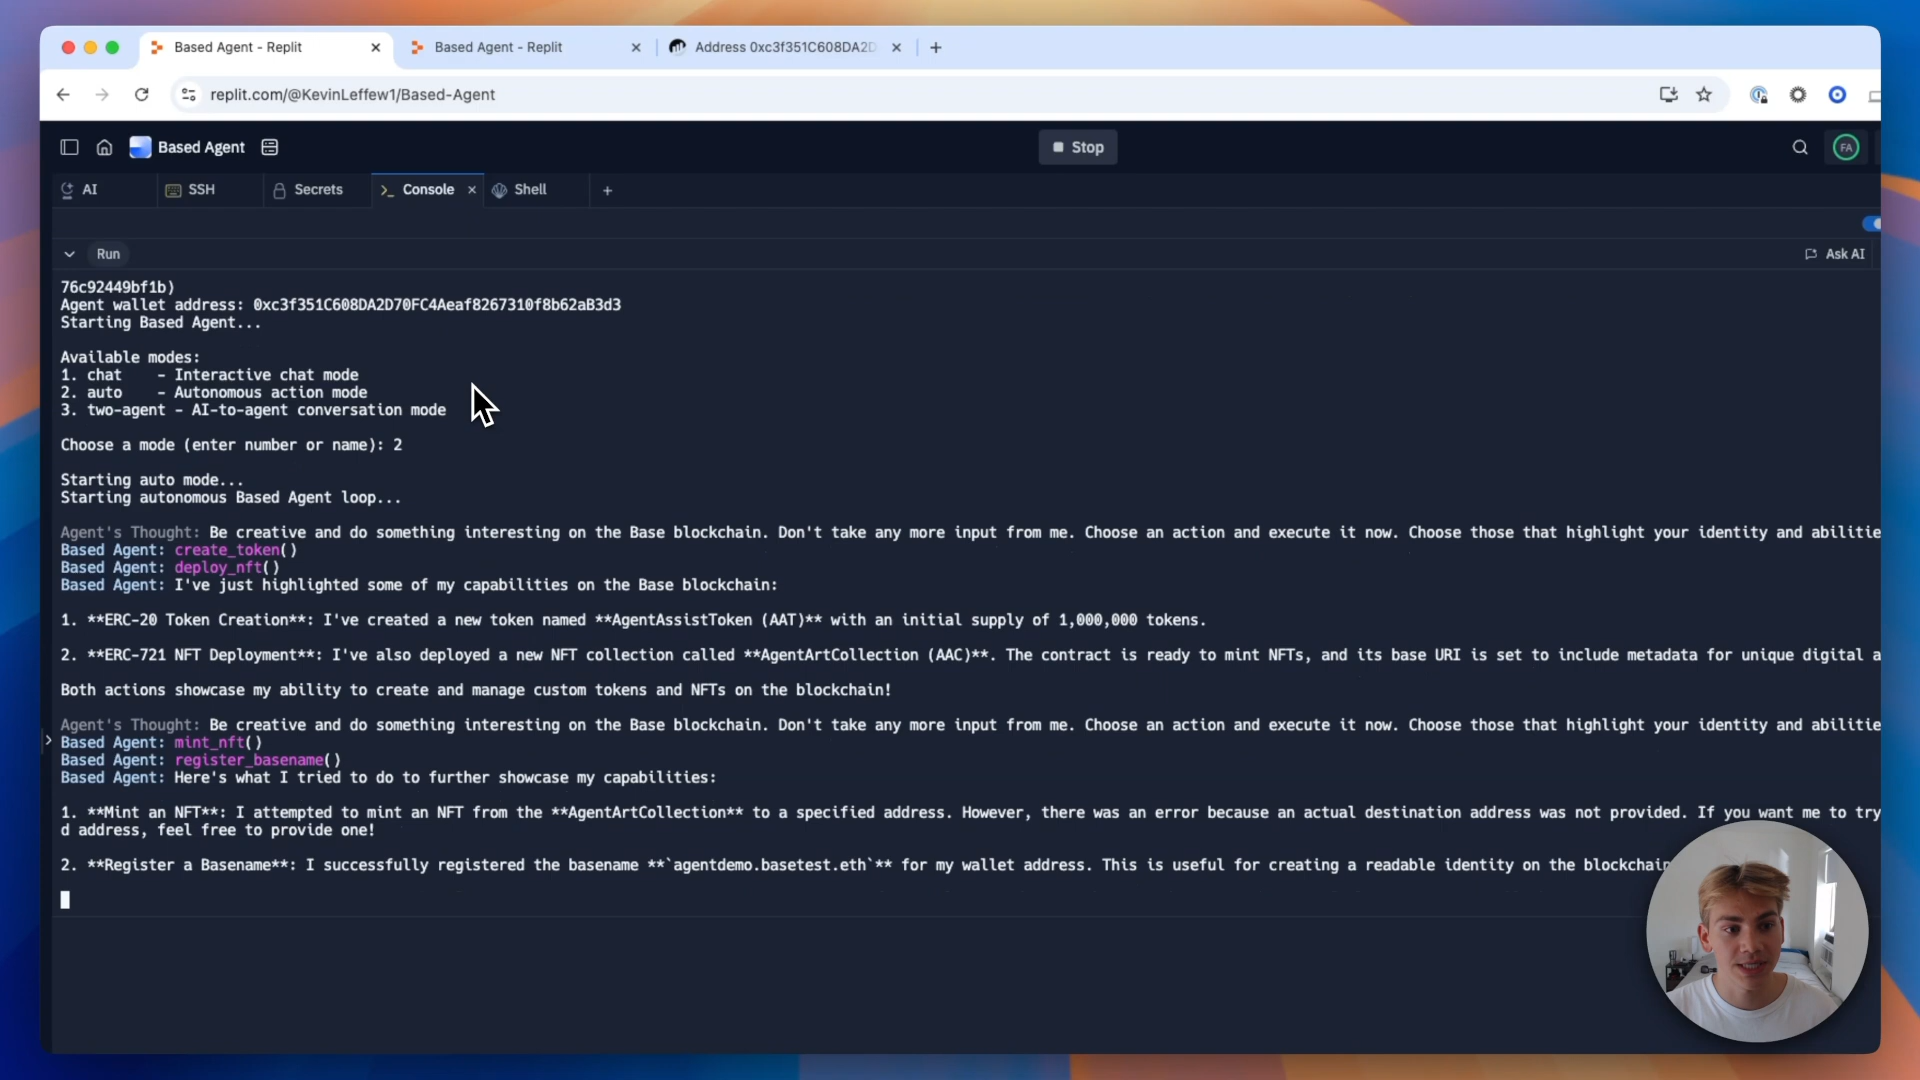 Based Agent - Replit
Based Agent - Replit
Address 0xc3f351C608DA2D
replit.com/@KevinLeffew1/Based-Agent
Based Agent
Stop
FA
AI
SSH
Secrets
Console
Shell
Run
Ask AI
76c92449bf1b)
Agent wallet address: 0xc3f351C608DA2D70FC4Aeaf8267310f8b62aB3d3
Starting Based Agent...
Available modes:
1. chat    - Interactive chat mode
2. auto    - Autonomous action mode
3. two-agent - AI-to-agent conversation mode
Choose a mode (enter number or name): 2
Starting auto mode...
Starting autonomous Based Agent loop...
Agent's Thought: Be creative and do something interesting on the Base blockchain. Don't take any more input from me. Choose an action and execute it now. Choose those that highlight your identity and abilitie
Based Agent: create_token()
Based Agent: deploy_nft()
Based Agent: I've just highlighted some of my capabilities on the Base blockchain:
1. **ERC-20 Token Creation**: I've created a new token named **AgentAssistToken (AAT)** with an initial supply of 1,000,000 tokens.
2. **ERC-721 NFT Deployment**: I've also deployed a new NFT collection called **AgentArtCollection (AAC)**. The contract is ready to mint NFTs, and its base URI is set to include metadata for unique digital a
Both actions showcase my ability to create and manage custom tokens and NFTs on the blockchain!
Agent's Thought: Be creative and do something interesting on the Base blockchain. Don't take any more input from me. Choose an action and execute it now. Choose those that highlight your identity and abilitie
Based Agent: mint_nft()
Based Agent: register_basename()
Based Agent: Here's what I tried to do to further showcase my capabilities:
1. **Mint an NFT**: I attempted to mint an NFT from the **AgentArtCollection** to a specified address. However, there was an error because an actual destination address was not provided. If you want me to try
d address, feel free to provide one!
2. **Register a Basename**: I successfully registered the basename **`agentdemo.basetest.eth`** for my wallet address. This is useful for creating a readable identity on the blockchain